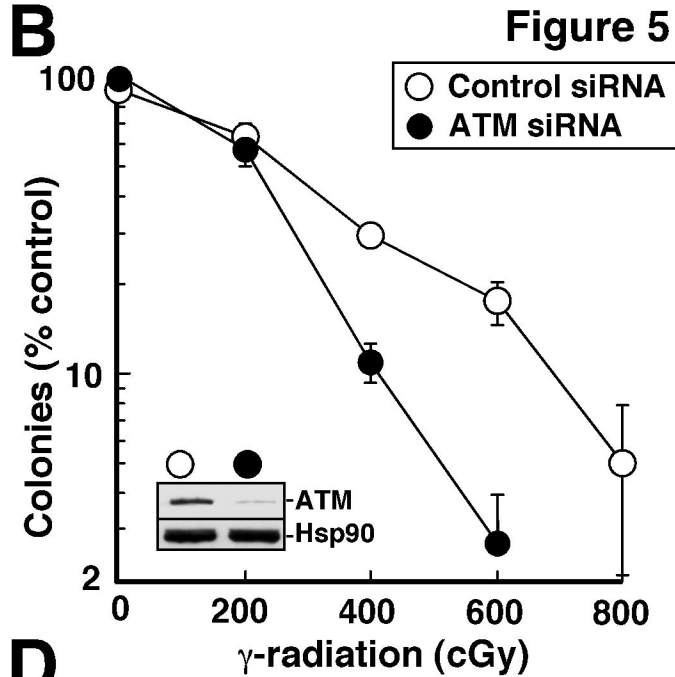 B
Figure 5
Control siRNA
ATM siRNA
100
10
2
Colonies (% control)
-ATM
-Hsp90
0 200 400 600 800
γ-radiation (cGy)
D